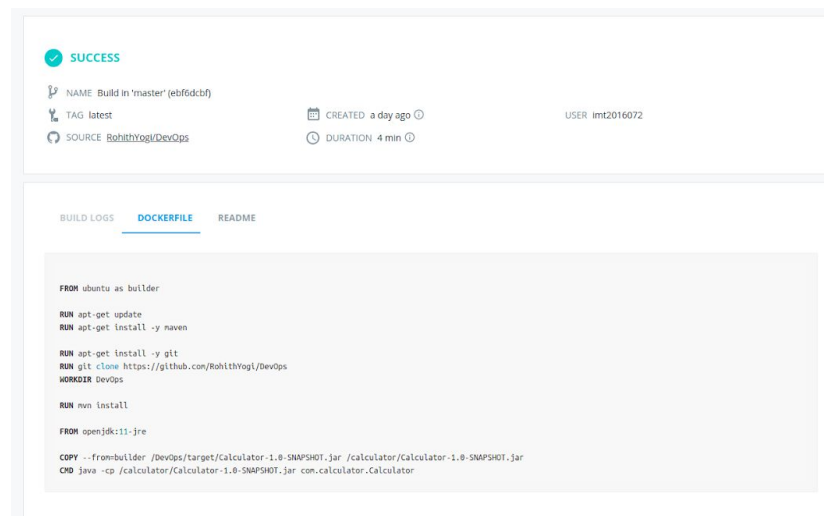 SUCCESS
NAME Build in 'master' (ebf6dcbf)
TAG latest
CREATED a day ago
USER imt2016072
SOURCE RohithYogi/DevOps
DURATION 4 min
BUILD LOGS DOCKERFILE README
FROM ubuntu as builder
RUN apt-get update
RUN apt-get install -y maven
RUN apt-get install -y git
RUN git clone https://github.com/RohithYogi/DevOps
WORKDIR DevOps
RUN mvn install
FROM openjdk:11-jre
COPY --from=builder /DevOps/target/Calculator-1.0-SNAPSHOT.jar /calculator/Calculator-1.0-SNAPSHOT.jar
CMD java -cp /calculator/Calculator-1.0-SNAPSHOT.jar com.calculator.Calculator